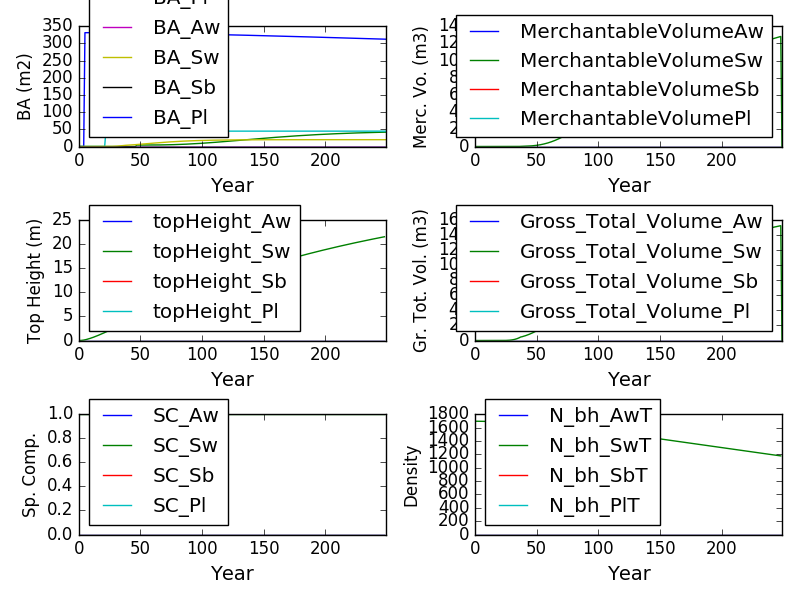 BA (m2)
350
300
250
200
150
100
50
0
BA_Pl
BA_Aw
BA_Sw
BA_Sb
BA_Pl
0 50 100 150 200
Year
Merc. Vo. (m3)
0
MerchantableVolumeAw
MerchantableVolumeSw
MerchantableVolumeSb
MerchantableVolumePl
0 50 100 150 200
Year
Top Height (m)
25
20
15
10
5
0
topHeight_Aw
topHeight_Sw
topHeight_Sb
topHeight_Pl
0 50 100 150 200
Year
Gr. Tot. Vol. (m3)
0
Gross_Total_Volume_Aw
Gross_Total_Volume_Sw
Gross_Total_Volume_Sb
Gross_Total_Volume_Pl
0 50 100 150 200
Year
Sp. Comp.
1.0
0.8
0.6
0.4
0.2
0.0
SC_Aw
SC_Sw
SC_Sb
SC_Pl
0 50 100 150 200
Year
Density
1800
1600
1400
1200
1000
800
600
400
200
0
N_bh_AwT
N_bh_SwT
N_bh_SbT
N_bh_PlT
0 50 100 150 200
Year